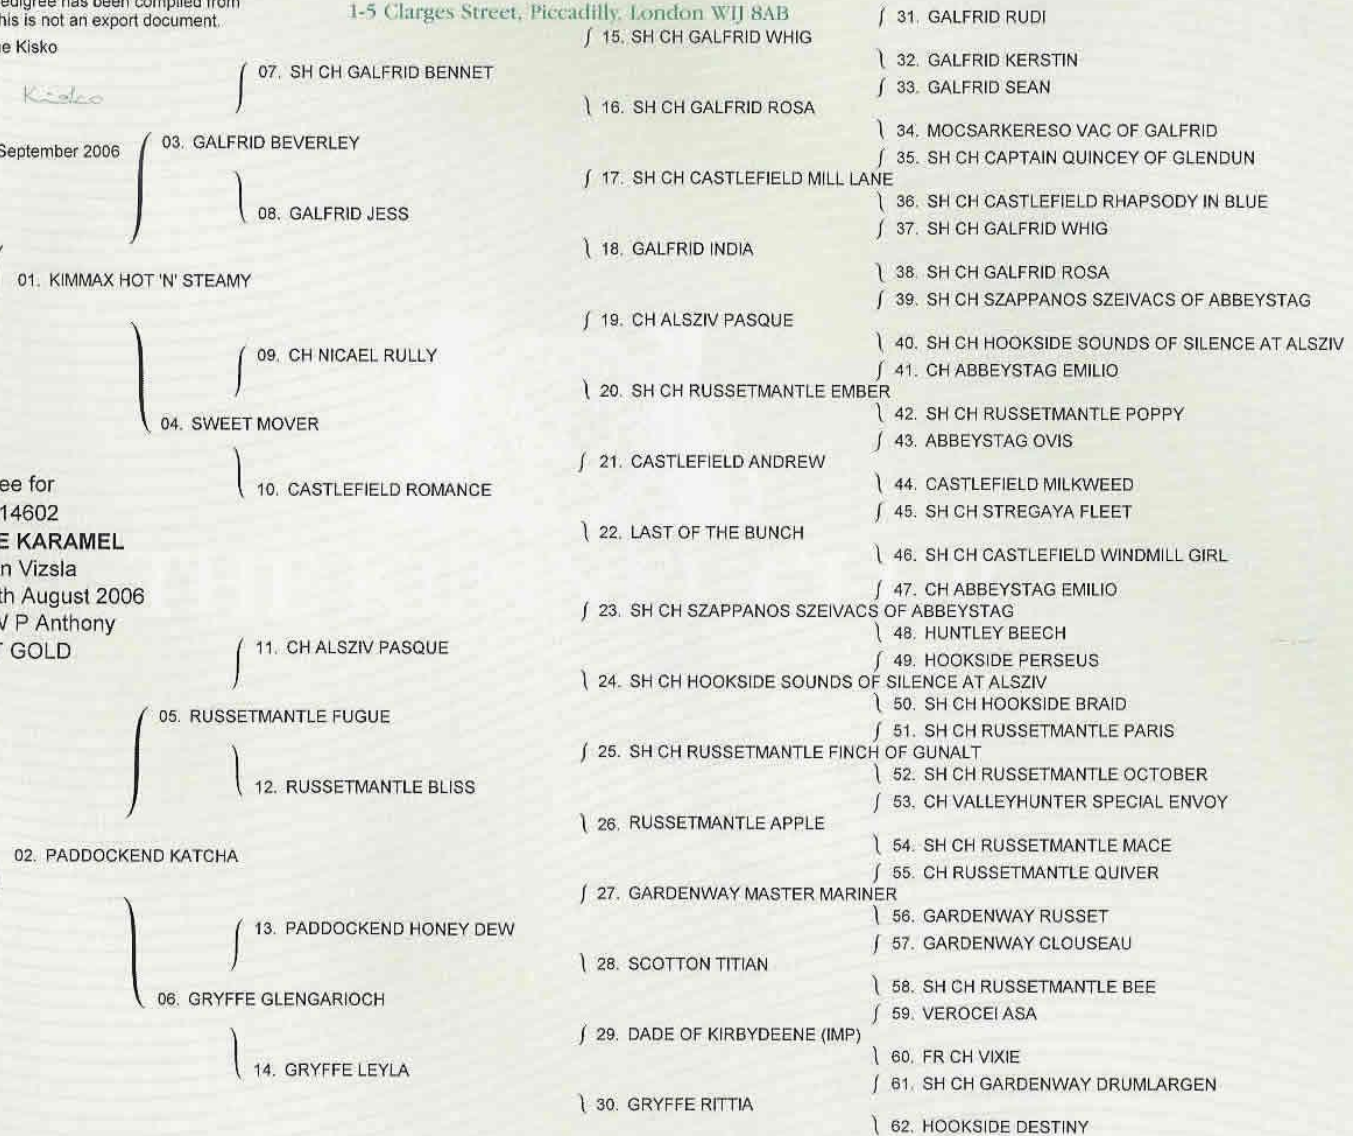 1-5 Clarges Street, Piccadilly, London W1J 8AB
pedigree has been compiled from
his is not an export document.
e Kisko
Kisko
September 2006
01. KIMMAX HOT 'N' STEAMY
02. PADDOCKEND KATCHA
ee for
14602
E KARAMEL
n Vizsla
th August 2006
P Anthony
GOLD
03. GALFRID BEVERLEY
04. SWEET MOVER
05. RUSSETMANTLE FUGUE
06. GRYFFE GLENGARIOCH
07. SH CH GALFRID BENNET
08. GALFRID JESS
09. CH NICAEL RULLY
10. CASTLEFIELD ROMANCE
11. CH ALSZIV PASQUE
12. RUSSETMANTLE BLISS
13. PADDOCKEND HONEY DEW
14. GRYFFE LEYLA
15. SH CH GALFRID WHIG
16. SH CH GALFRID ROSA
17. SH CH CASTLEFIELD MILL LANE
18. GALFRID INDIA
19. CH ALSZIV PASQUE
20. SH CH RUSSETMANTLE EMBER
21. CASTLEFIELD ANDREW
22. LAST OF THE BUNCH
23. SH CH SZAPPANOS SZEIVACS OF ABBEYSTAG
24. SH CH HOOKSIDE SOUNDS OF SILENCE AT ALSZIV
25. SH CH RUSSETMANTLE FINCH OF GUNALT
26. RUSSETMANTLE APPLE
27. GARDENWAY MASTER MARINER
28. SCOTTON TITIAN
29. DADE OF KIRBYDEENE (IMP)
30. GRYFFE RITTIA
31. GALFRID RUDI
32. GALFRID KERSTIN
33. GALFRID SEAN
34. MOCSARKERESO VAC OF GALFRID
35. SH CH CAPTAIN QUINCEY OF GLENDUN
36. SH CH CASTLEFIELD RHAPSODY IN BLUE
37. SH CH GALFRID WHIG
38. SH CH GALFRID ROSA
39. SH CH SZAPPANOS SZEIVACS OF ABBEYSTAG
40. SH CH HOOKSIDE SOUNDS OF SILENCE AT ALSZIV
41. CH ABBEYSTAG EMILIO
42. SH CH RUSSETMANTLE POPPY
43. ABBEYSTAG OVIS
44. CASTLEFIELD MILKWEED
45. SH CH STREGAYA FLEET
46. SH CH CASTLEFIELD WINDMILL GIRL
47. CH ABBEYSTAG EMILIO
48. HUNTLEY BEECH
49. HOOKSIDE PERSEUS
50. SH CH HOOKSIDE BRAID
51. SH CH RUSSETMANTLE PARIS
52. SH CH RUSSETMANTLE OCTOBER
53. CH VALLEYHUNTER SPECIAL ENVOY
54. SH CH RUSSETMANTLE MACE
55. CH RUSSETMANTLE QUIVER
56. GARDENWAY RUSSET
57. GARDENWAY CLOUSEAU
58. SH CH RUSSETMANTLE BEE
59. VEROCEI ASA
60. FR CH VIXIE
61. SH CH GARDENWAY DRUMLARGEN
62. HOOKSIDE DESTINY